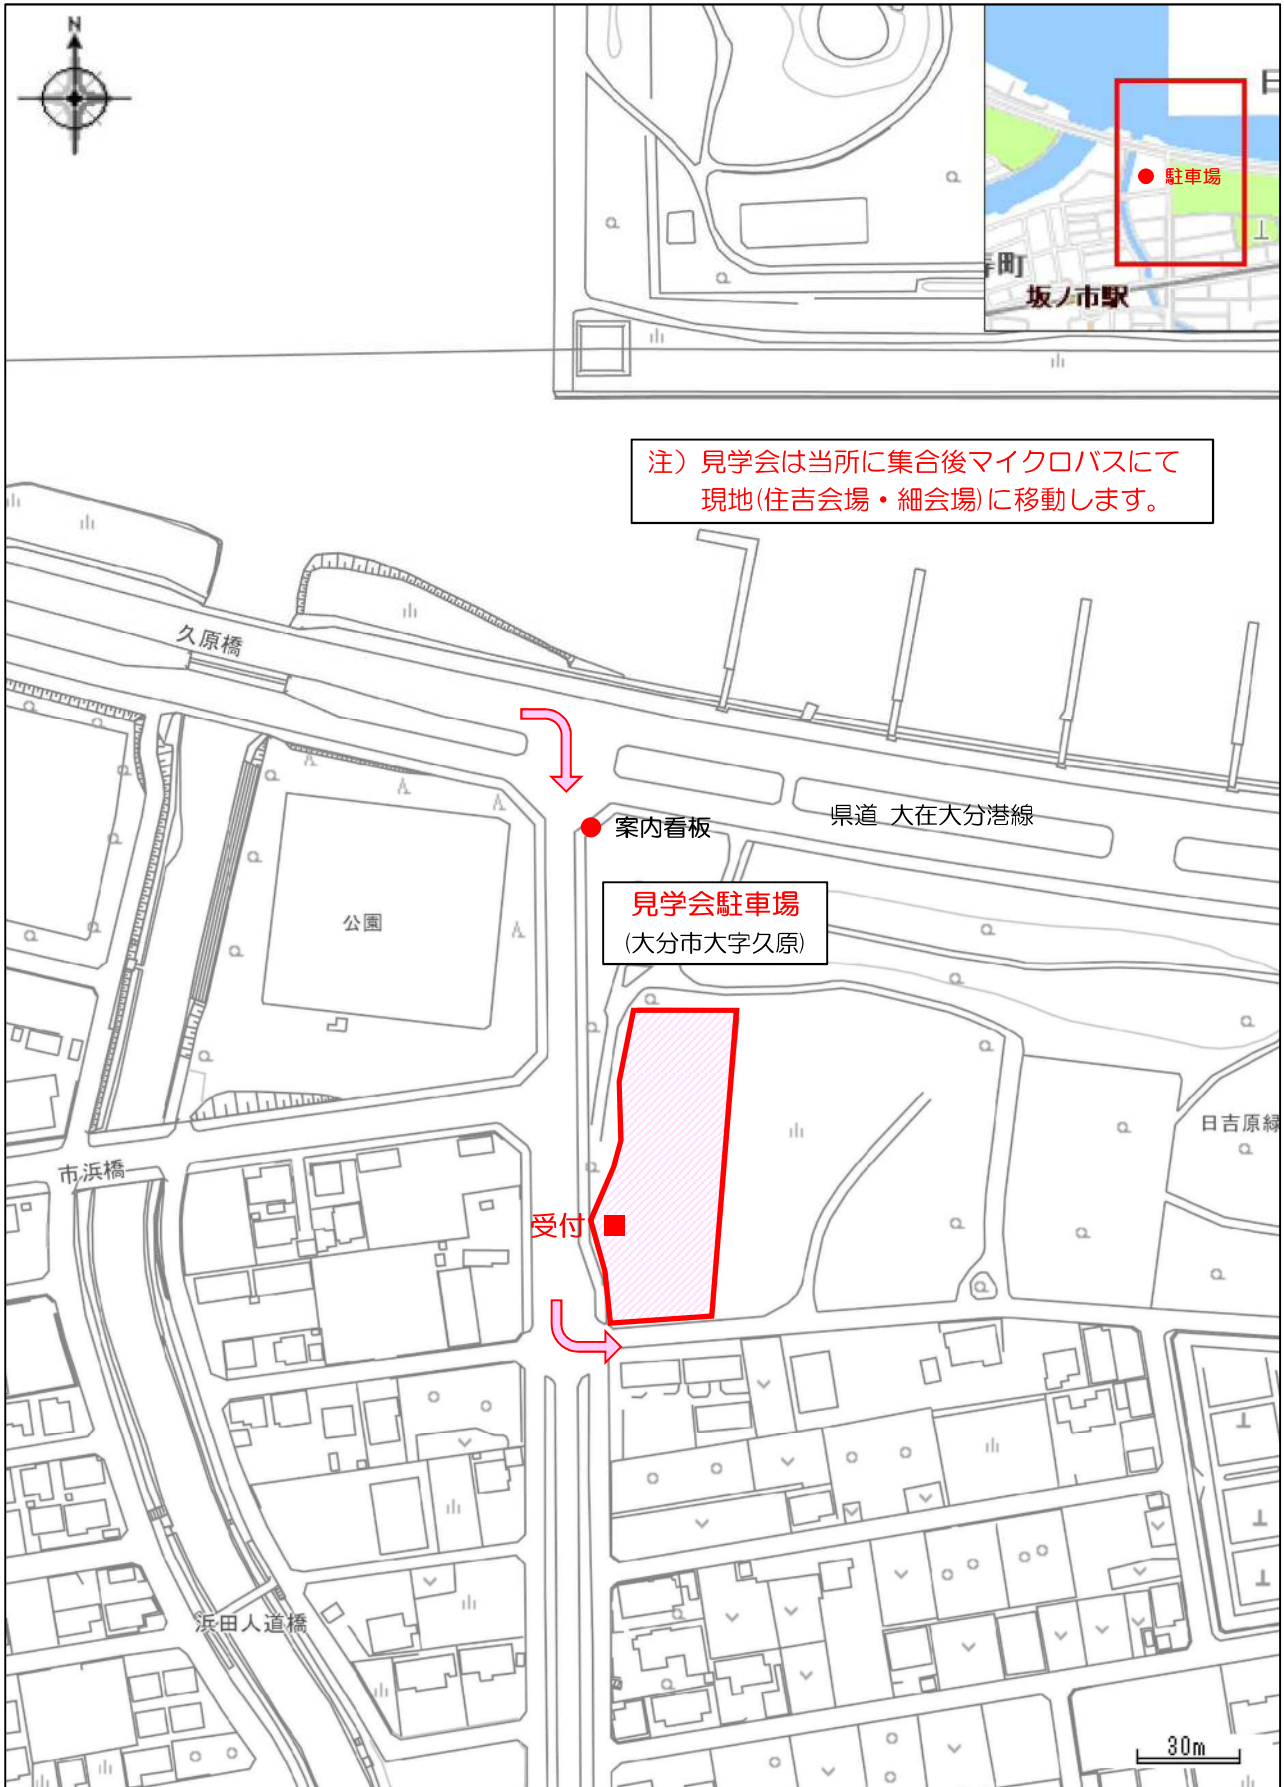 N
日
駐車場
町
坂ノ市駅
注）見学会は当所に集合後マイクロバスにて
現地(住吉会場・細会場)に移動します。
久原橋
県道 大在大分港線
案内看板
見学会駐車場
(大分市大字久原)
公園
日吉原緑
市浜橋
受付
浜田人道橋
30m